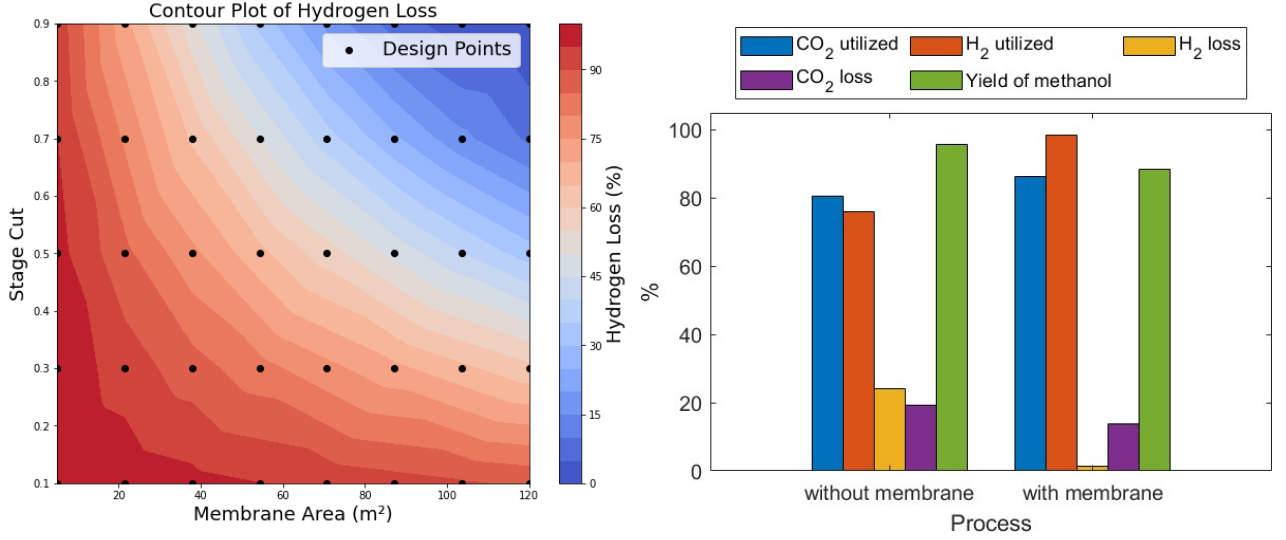 Contour Plot of Hydrogen Loss
Design Points
0.9
0.8
0.7
0.6
0.5
0.4
0.3
0.2
0.1
Stage Cut
20
40
60
80
100
120
Membrane Area (m²)
90
75
60
45
30
15
0
Hydrogen Loss (%)
CO₂ utilized
H₂ utilized
H₂ loss
CO₂ loss
Yield of methanol
100
80
60
40
20
0
%
without membrane
with membrane
Process